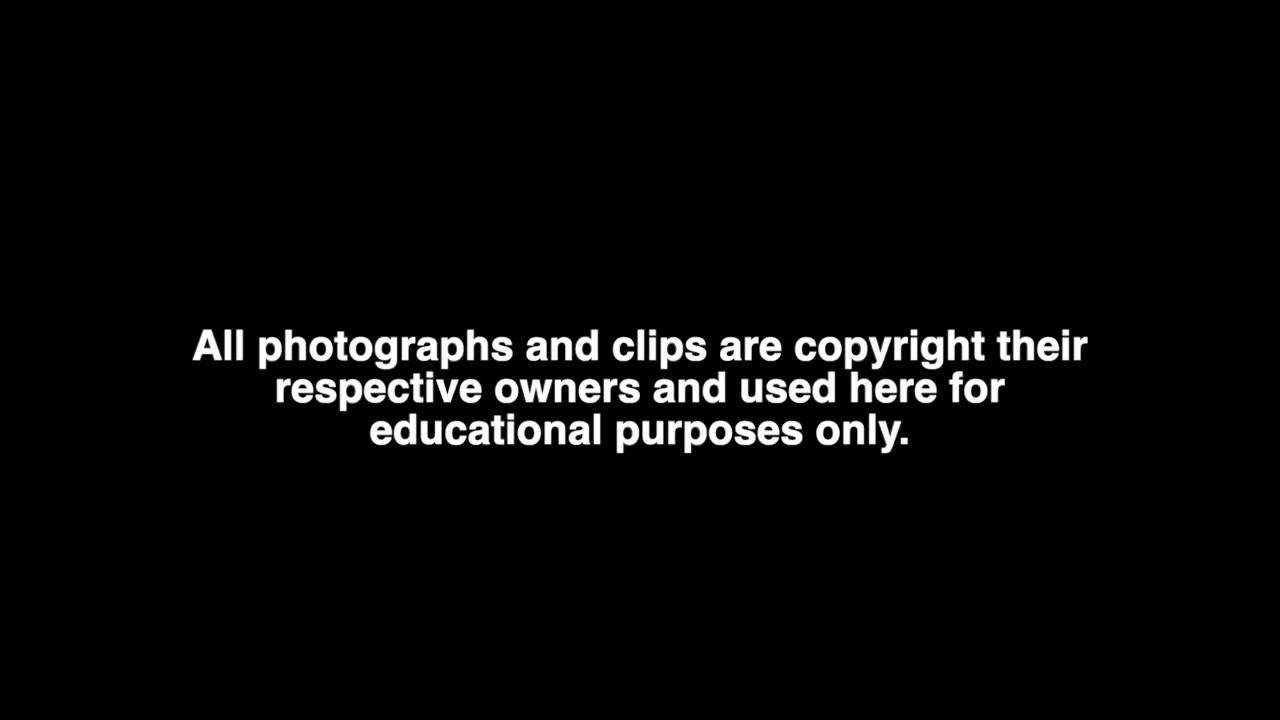 All photographs and clips are copyright their
respective owners and used here for
educational purposes only.